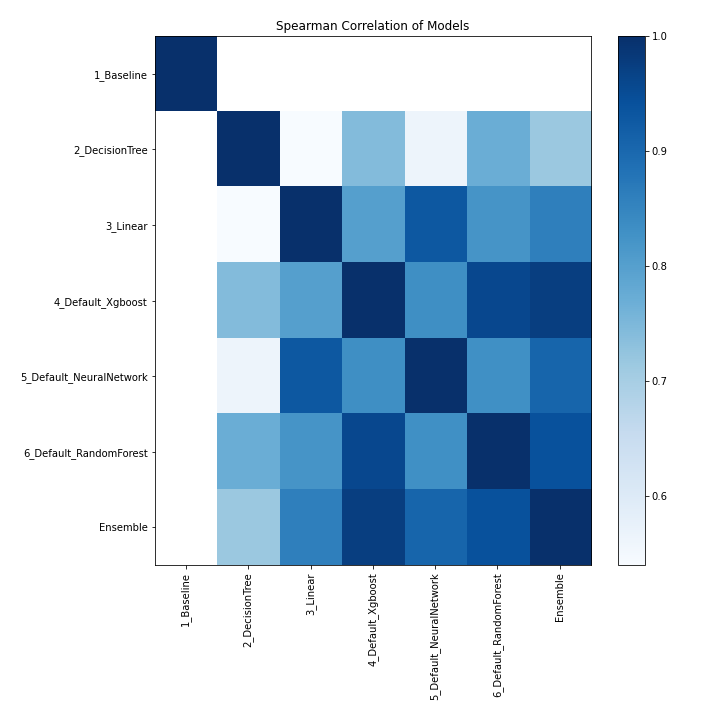 Spearman Correlation of Models
1_Baseline
2_DecisionTree
3_Linear
4_Default_Xgboost
5_Default_NeuralNetwork
6_Default_RandomForest
Ensemble
1_Baseline
2_DecisionTree
3_Linear
4_Default_Xgboost
5_Default_NeuralNetwork
6_Default_RandomForest
Ensemble
1.0
0.9
0.8
0.7
0.6